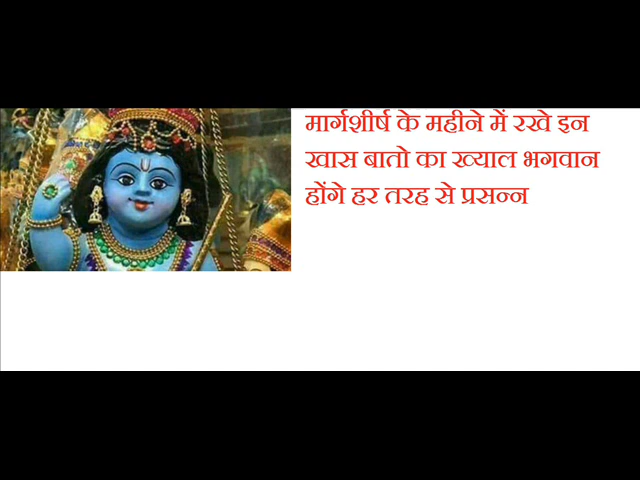 मार्गशीर्ष के महीने में रखे इन
खास बातो का ख्याल भगवान
होंगे हर तरह से प्रसन्न